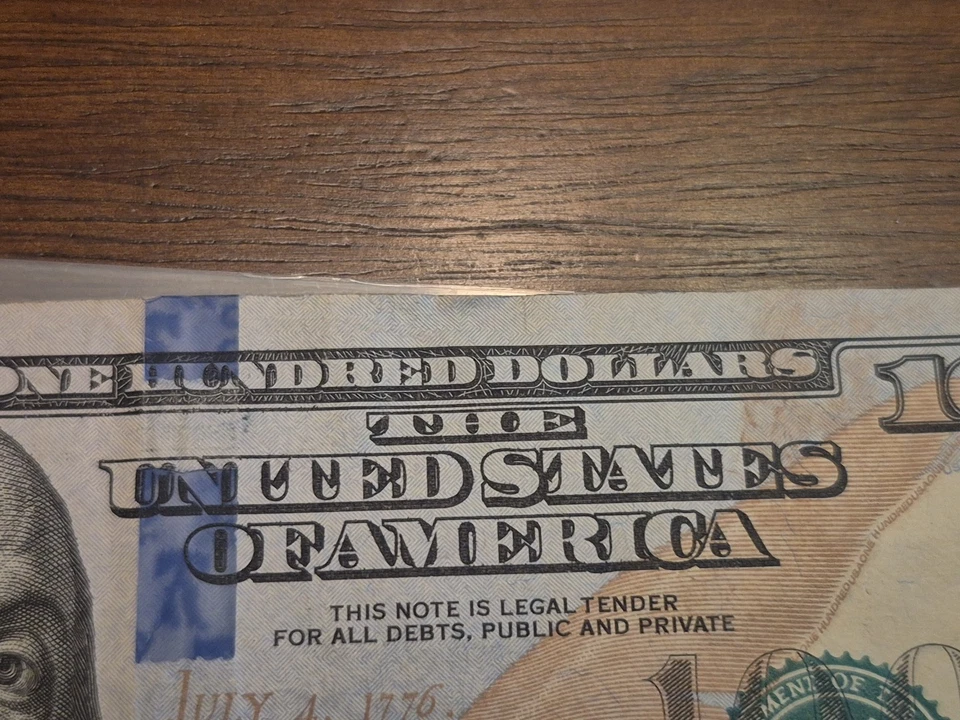 ONE HUNDRED DOLLARS
THE
UNITED STATES
OF AMERICA
THIS NOTE IS LEGAL TENDER
FOR ALL DEBTS, PUBLIC AND PRIVATE
JULY 4, 1776.
100